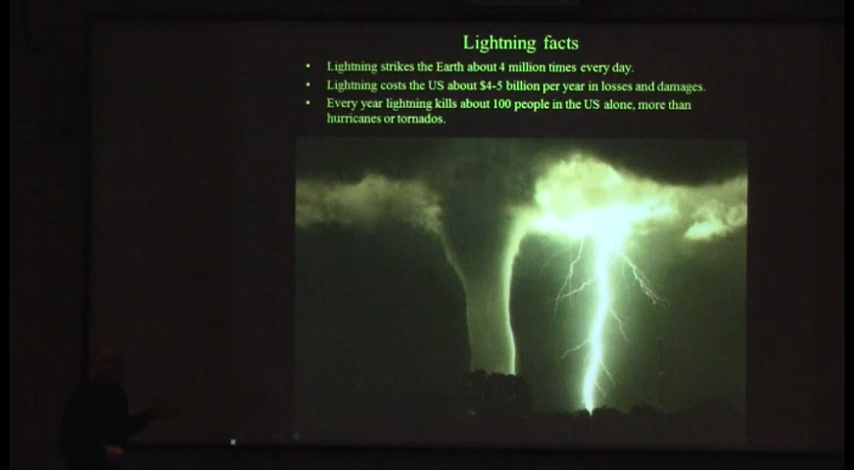 Lightning facts
• Lightning strikes the Earth about 4 million times every day.
• Lightning costs the US about $4-5 billion per year in losses and damages.
• Every year lightning kills about 100 people in the US alone, more than
hurricanes or tornados.